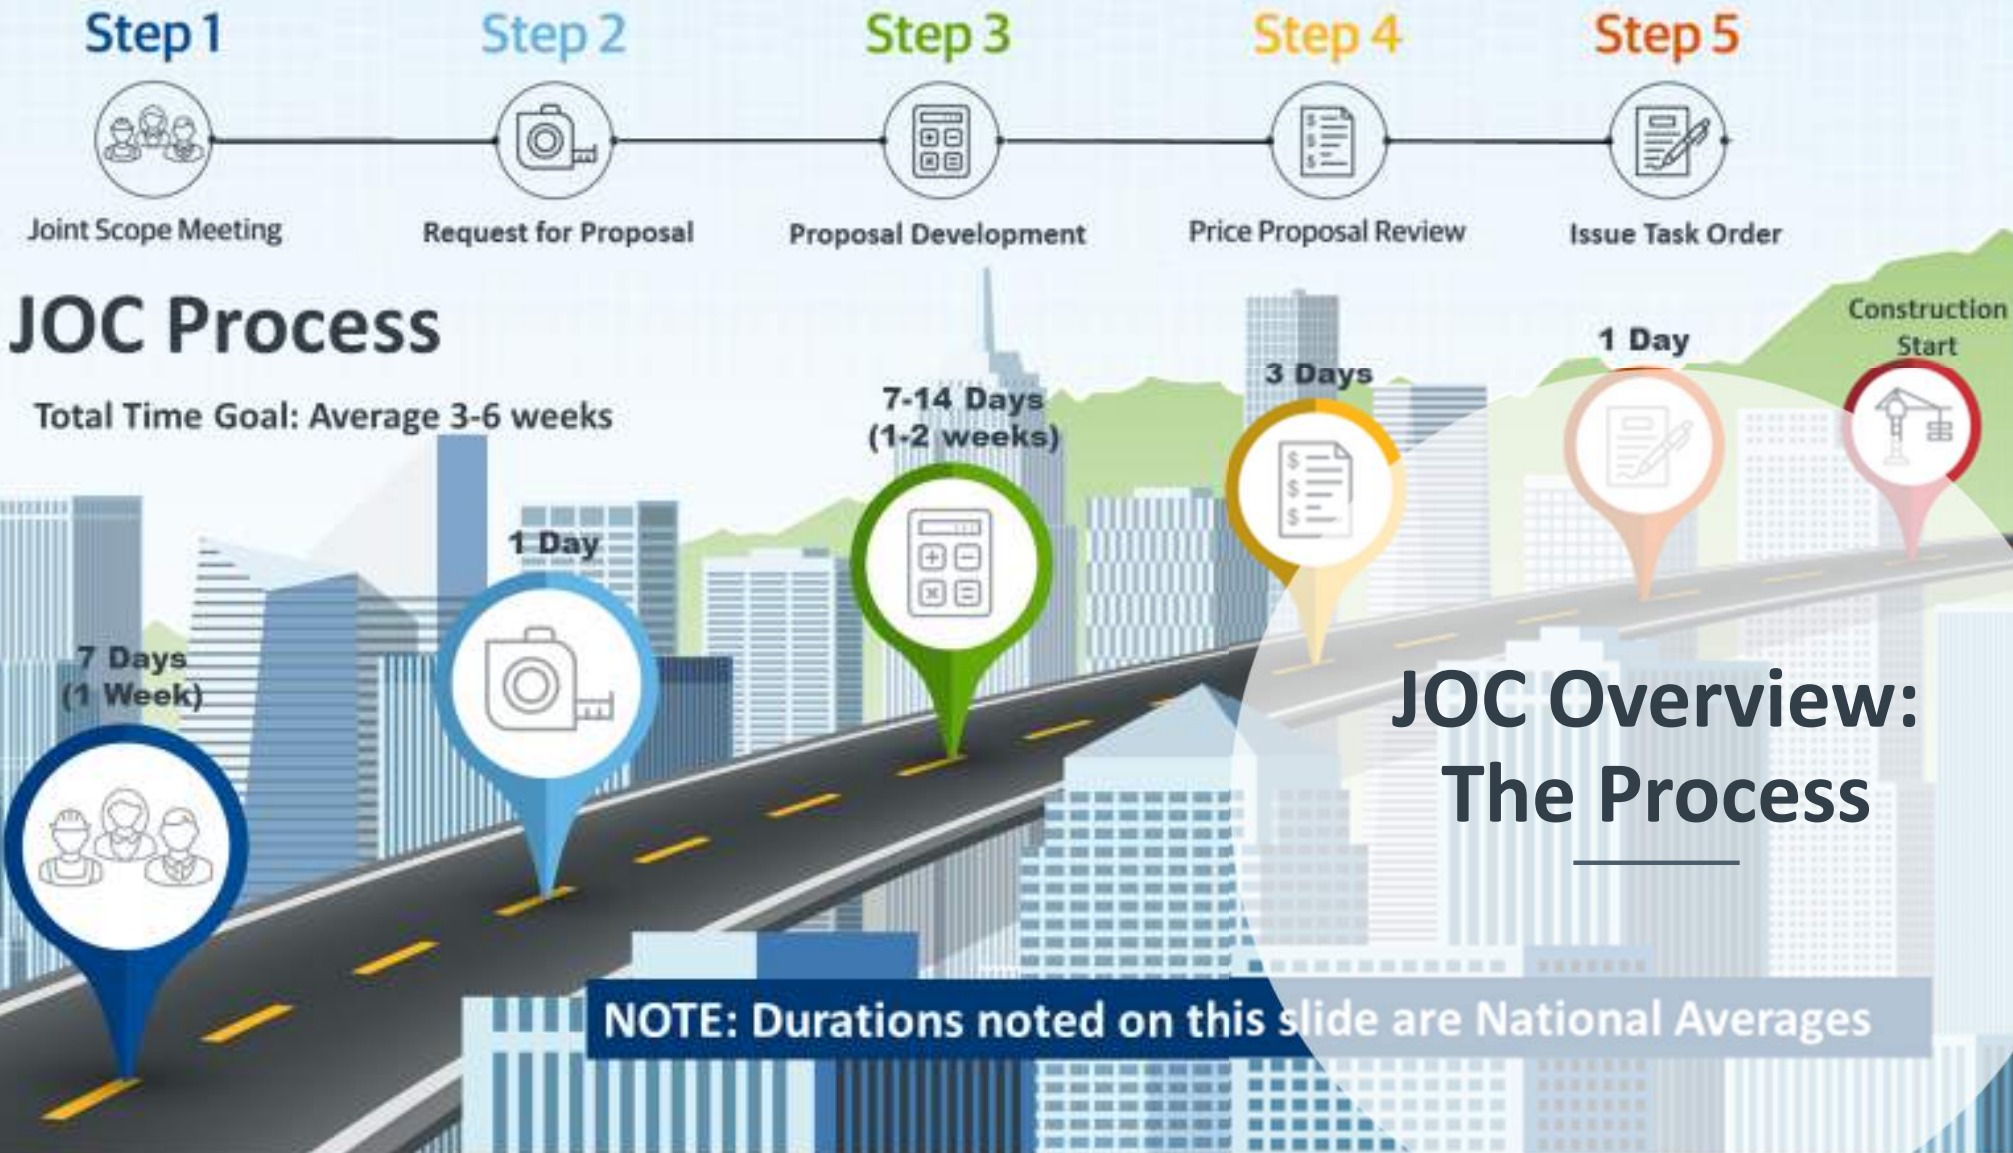 Step 1
Step 2
Step 3
Step 4
Step 5
Joint Scope Meeting
Request for Proposal
Proposal Development
Price Proposal Review
Issue Task Order
JOC Process
Total Time Goal: Average 3-6 weeks
7 Days
(1 Week)
1 Day
7-14 Days
(1-2 weeks)
3 Days
1 Day
Construction
Start
JOC Overview:
The Process
NOTE: Durations noted on this slide are National Averages